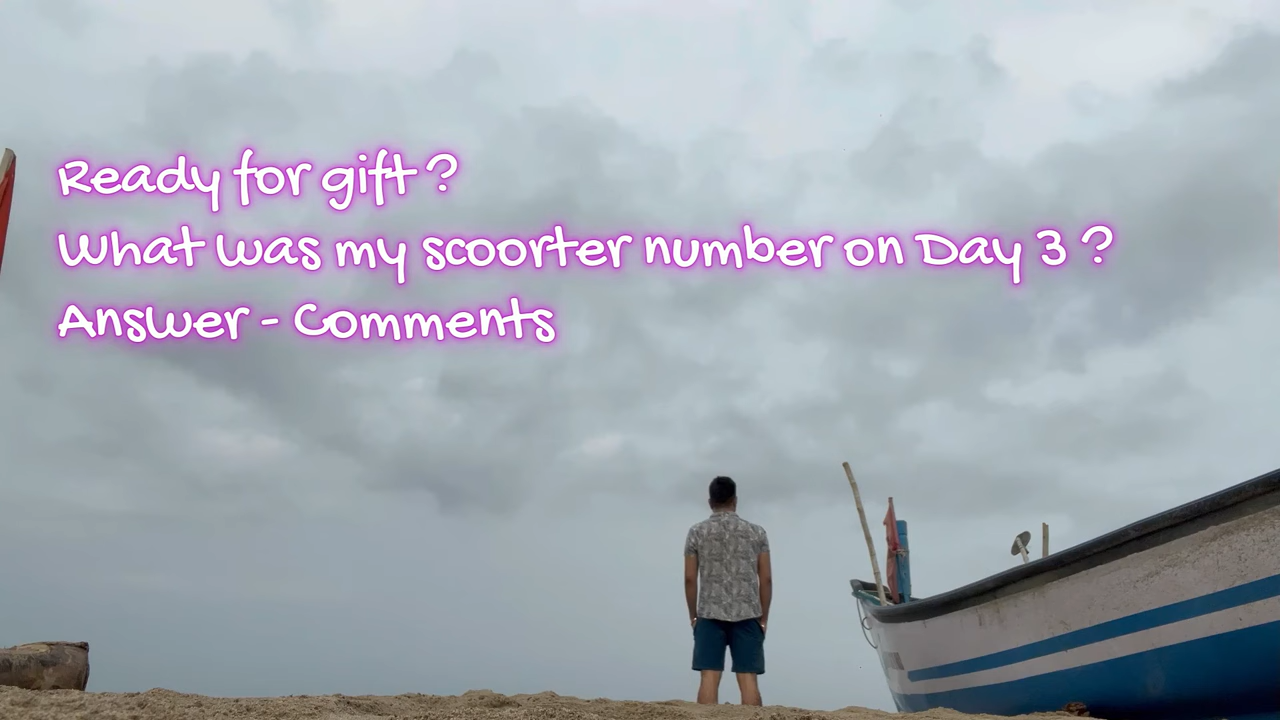 Ready for gift ?
What was my scoorter number on Day 3 ?
Answer - Comments